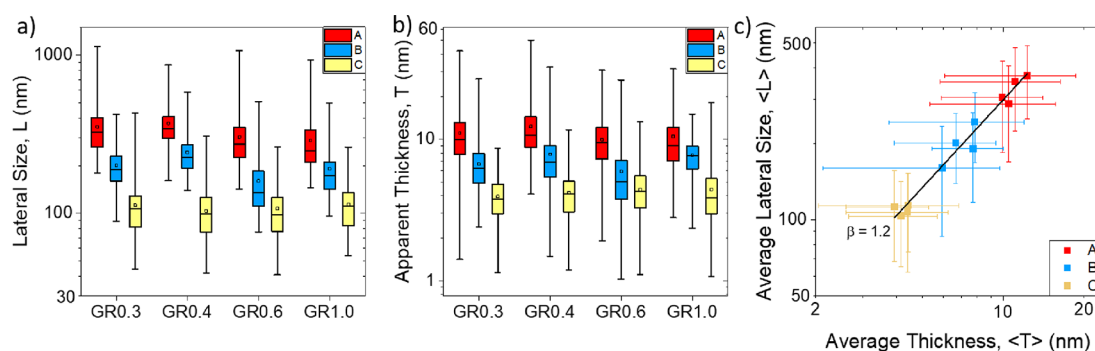 a)
Lateral Size, L (nm)
1000
100
30
GR0.3 GR0.4 GR0.6 GR1.0
A
B
C
b)
Apparent Thickness, T (nm)
60
10
1
GR0.3 GR0.4 GR0.6 GR1.0
A
B
C
c)
Average Lateral Size, <L> (nm)
500
100
50
β = 1.2
A
B
C
2 10 20
Average Thickness, <T> (nm)